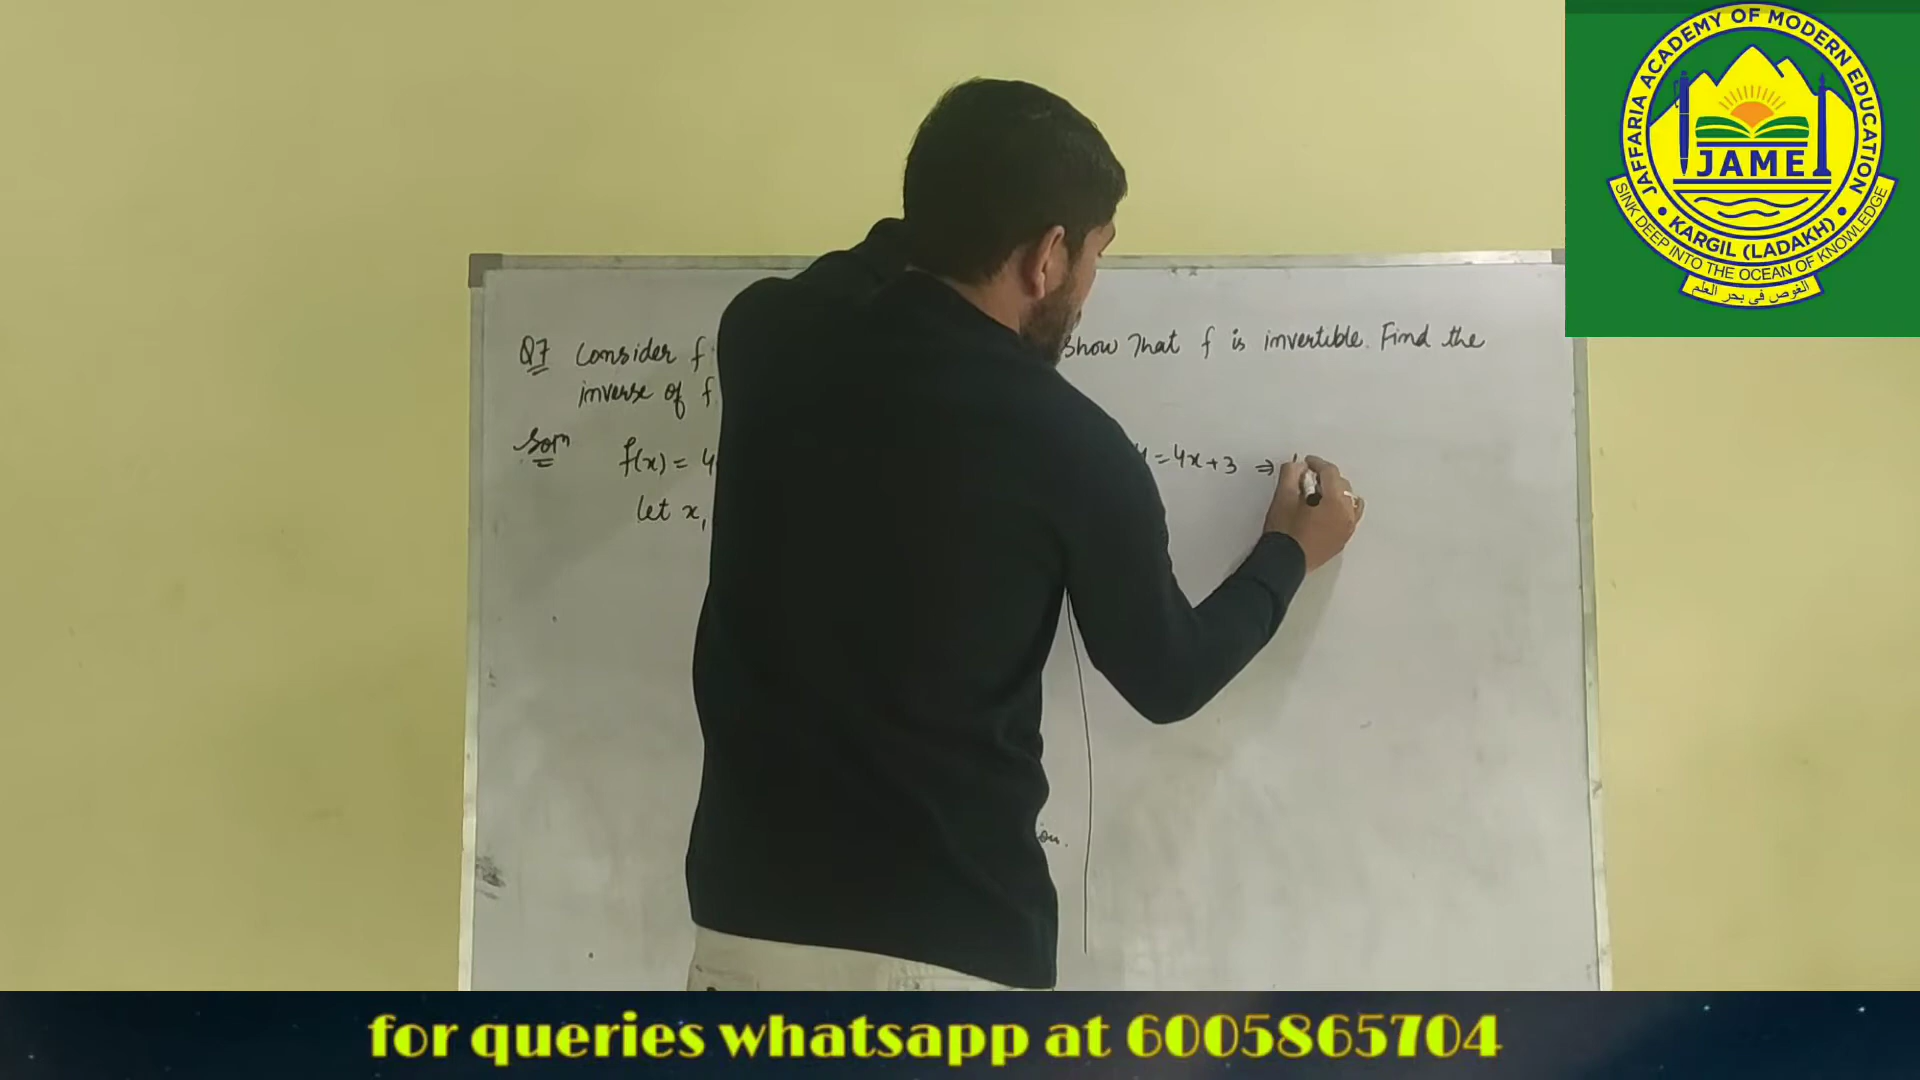 JAFFARIA ACADEMY OF MODERN EDUCATION
JAME
• KARGIL (LADAKH) •
SINK DEEP INTO THE OCEAN OF KNOWLEDGE
الغوص في بحر العلم
Q7 Consider f show That f is invertible. Find the
inverse of f
Soln f(x) = 4 = 4x+3 ⇒
let x₁
for queries whatsapp at 6005865704